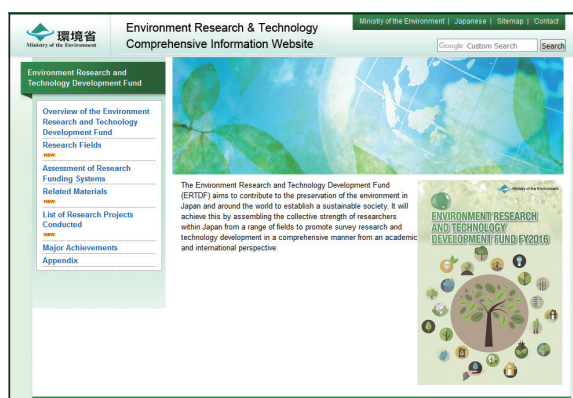 環境省
Ministry of the Environment
Environment Research & Technology
Comprehensive Information Website
Ministry of the Environment | Japanese | Sitemap | Contact
Google Custom Search Search
Environment Research and
Technology Development Fund
Overview of the Environment
Research and Technology
Development Fund
Research Fields
NEW
Assessment of Research
Funding Systems
Related Materials
NEW
List of Research Projects
Conducted
NEW
Major Achievements
Appendix
The Environment Research and Technology Development Fund
(ERTDF) aims to contribute to the preservation of the environment in
Japan and around the world to establish a sustainable society. It will
achieve this by assembling the collective strength of researchers
within Japan from a range of fields to promote survey research and
technology development in a comprehensive manner from an academic
and international perspective.
Ministry of the Environment
ENVIRONMENT RESEARCH
AND TECHNOLOGY
DEVELOPMENT FUND FY2016